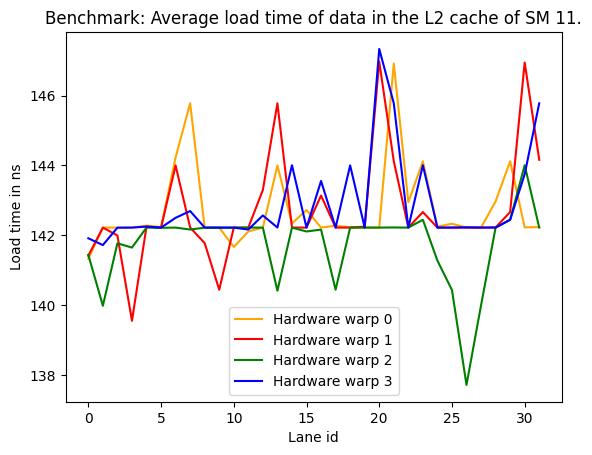 Benchmark: Average load time of data in the L2 cache of SM 11.
146
144
142
140
138
Load time in ns
Hardware warp 0
Hardware warp 1
Hardware warp 2
Hardware warp 3
0 5 10 15 20 25 30
Lane id